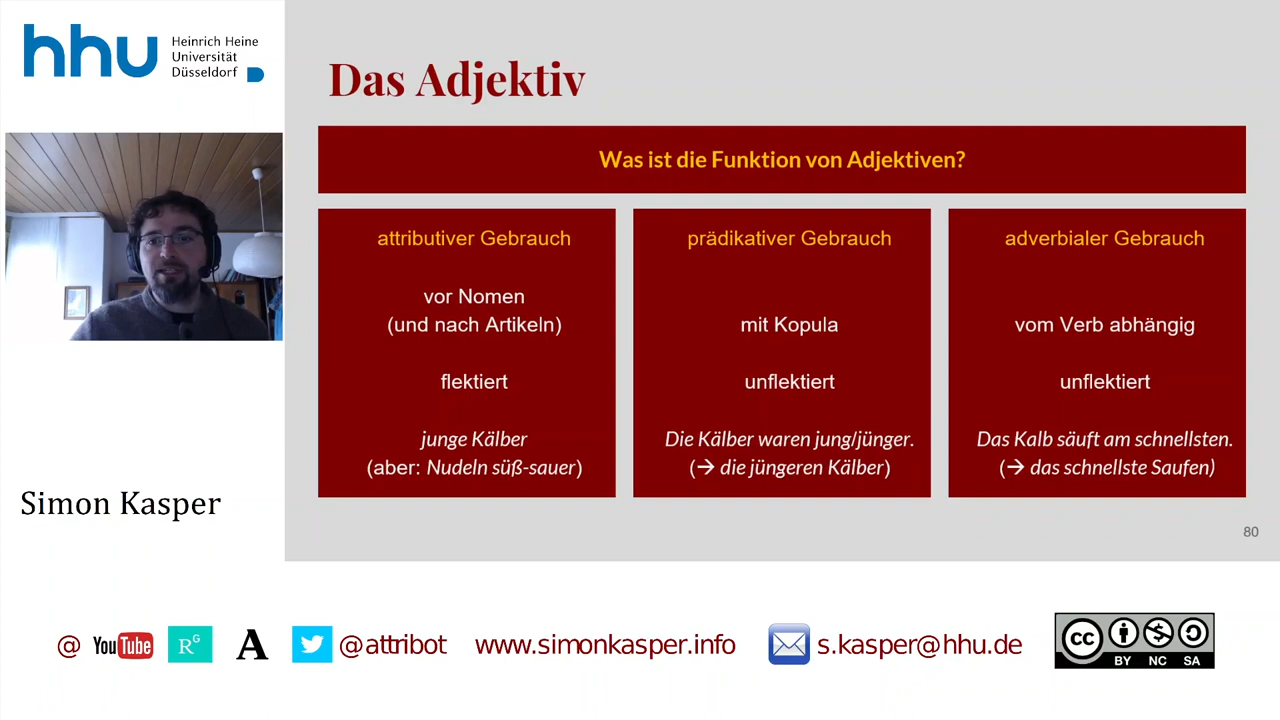 hhu Heinrich Heine
Universität
Düsseldorf
Das Adjektiv
Was ist die Funktion von Adjektiven?
attributiver Gebrauch
vor Nomen
(und nach Artikeln)
flektiert
junge Kälber
(aber: Nudeln süß-sauer)
prädikativer Gebrauch
mit Kopula
unflektiert
Die Kälber waren jung/jünger.
(→ die jüngeren Kälber)
adverbialer Gebrauch
vom Verb abhängig
unflektiert
Das Kalb säuft am schnellsten.
(→ das schnellste Saufen)
Simon Kasper
80
@ YouTube RG A @attribot www.simonkasper.info s.kasper@hhu.de
cc BY NC SA